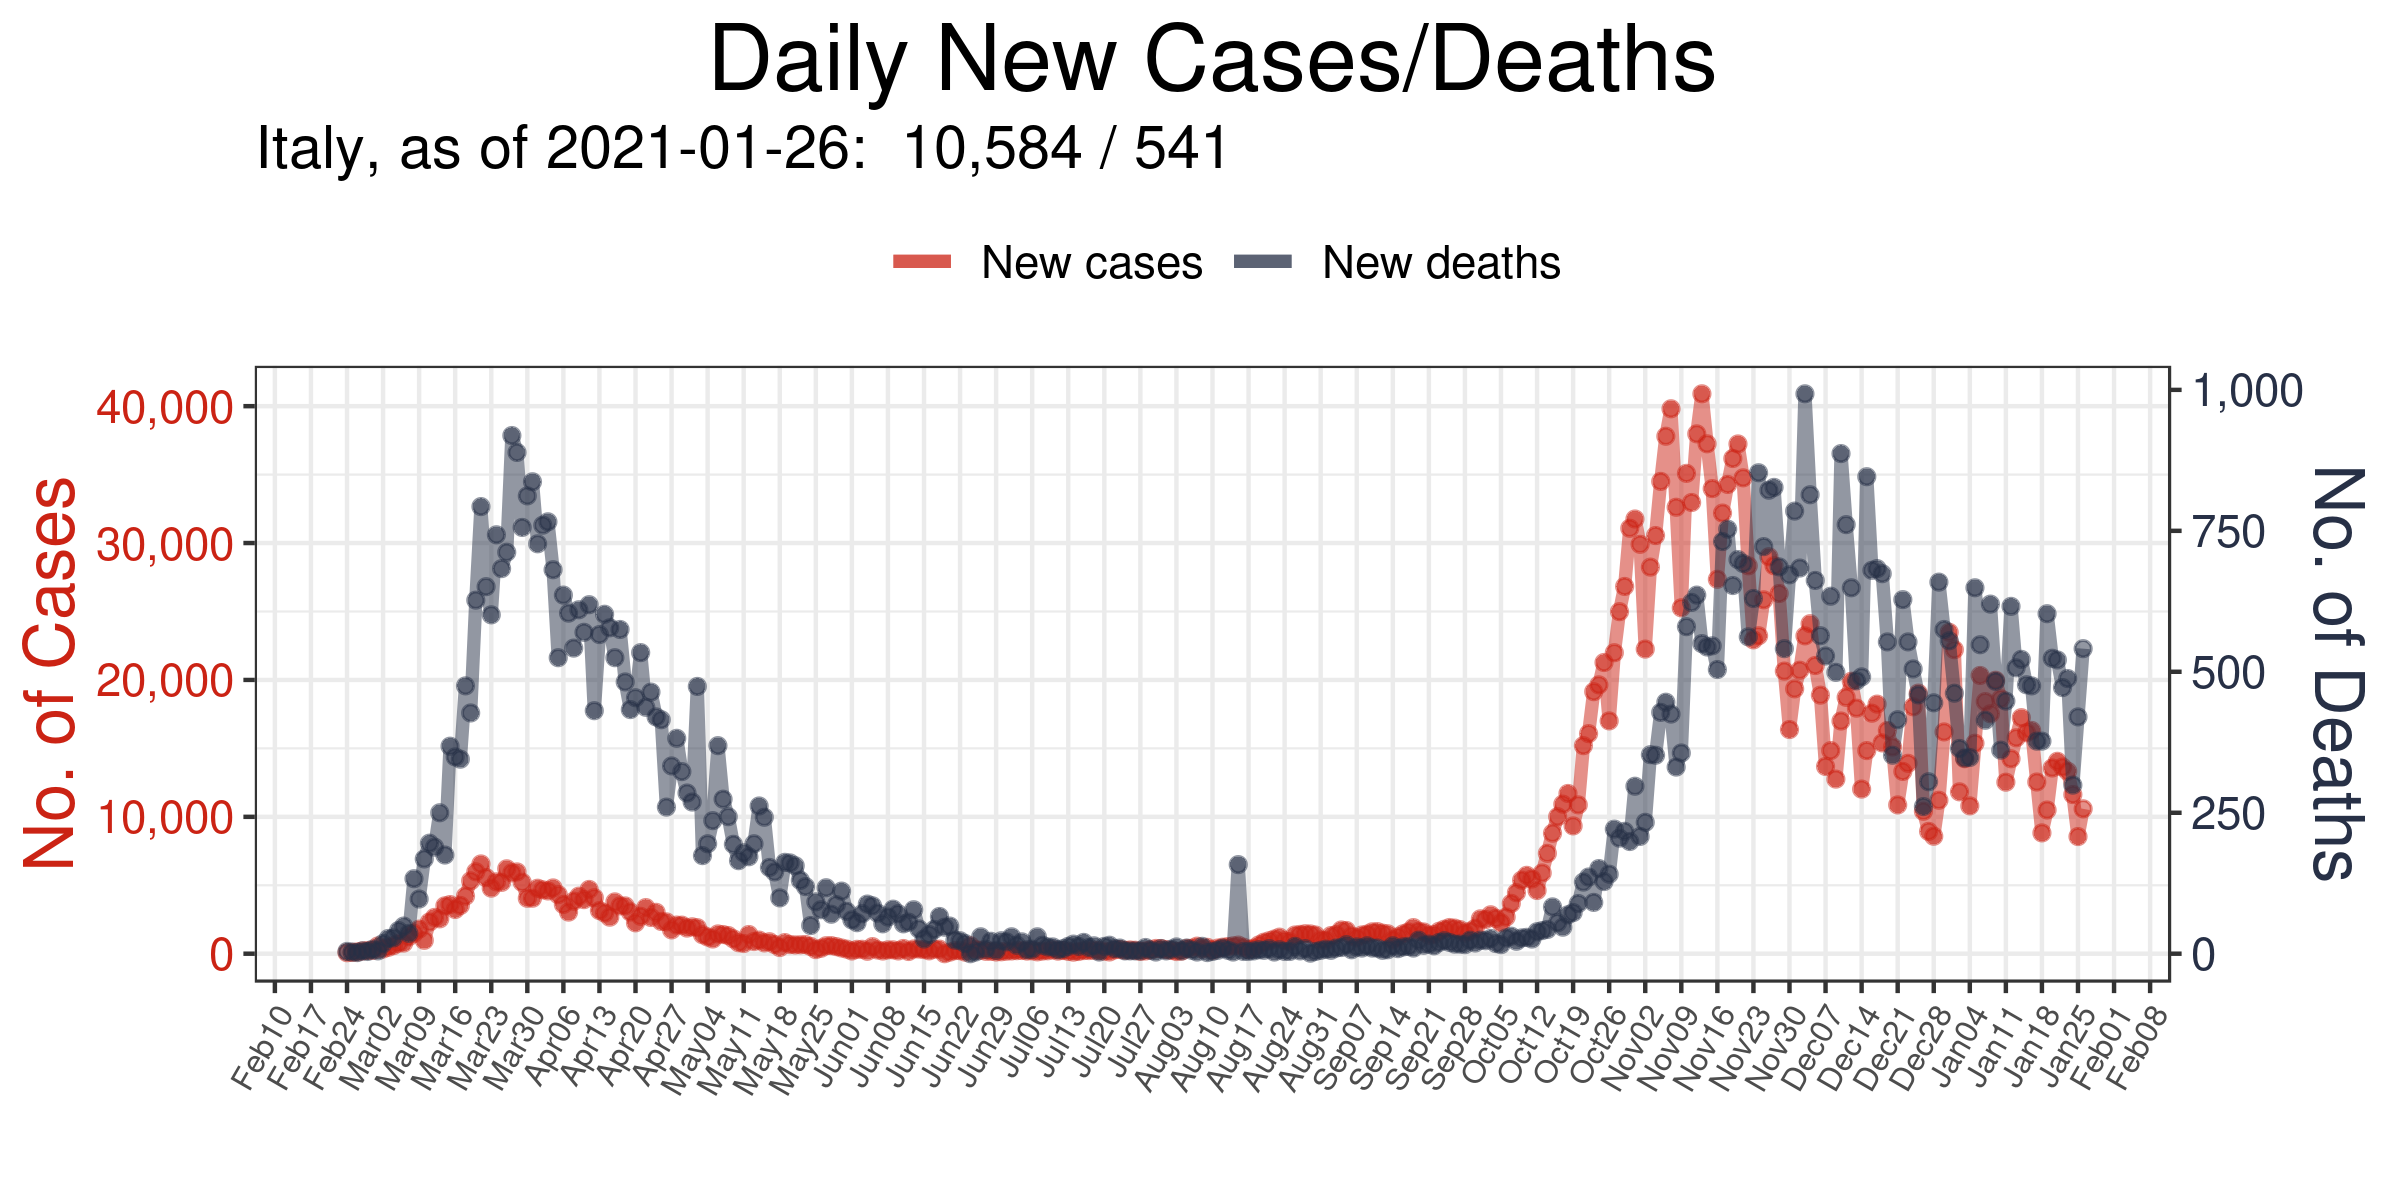 Daily New Cases/Deaths
Italy, as of 2021-01-26: 10,584 / 541
New cases
New deaths
No. of Cases
40,000
30,000
20,000
10,000
0
1,000
750
500
250
0
No. of Deaths
Feb10 Feb17 Feb24 Mar02 Mar09 Mar16 Mar23 Mar30 Apr06 Apr13 Apr20 Apr27 May04 May11 May18 May25 Jun01 Jun08 Jun15 Jun22 Jun29 Jul06 Jul13 Jul20 Jul27 Aug03 Aug10 Aug17 Aug24 Aug31 Sep07 Sep14 Sep21 Sep28 Oct05 Oct12 Oct19 Oct26 Nov02 Nov09 Nov16 Nov23 Nov30 Dec07 Dec14 Dec21 Dec28 Jan04 Jan11 Jan18 Jan25 Feb01 Feb08